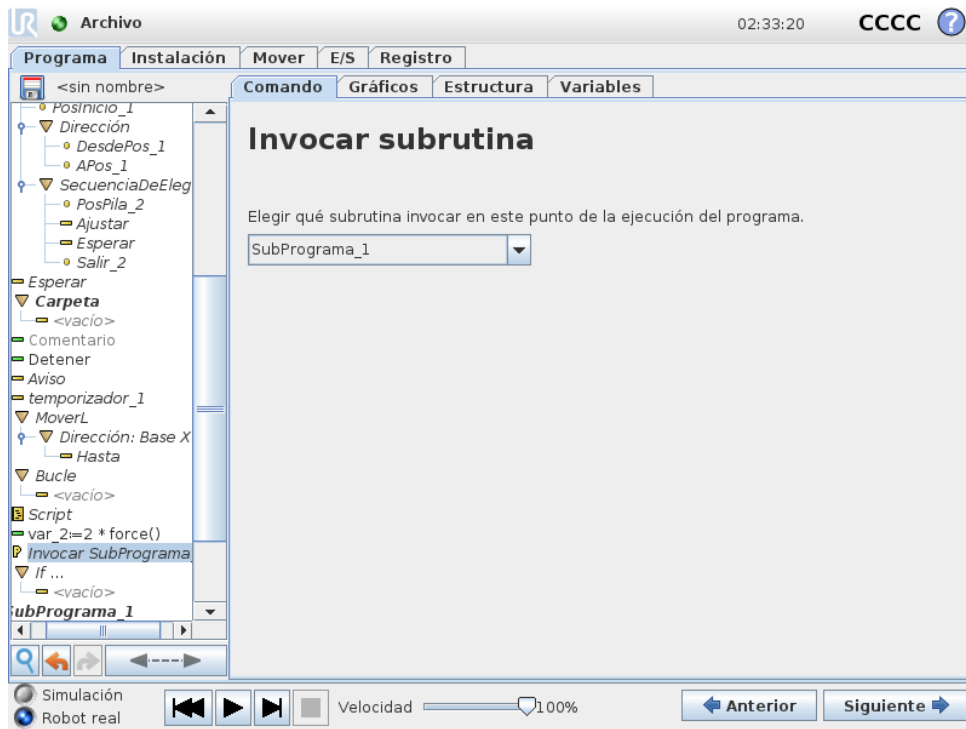 Archivo 02:33:20 CCCC ?
Programa Instalación Mover E/S Registro
<sin nombre> Comando Gráficos Estructura Variables
PosInicio_1
Dirección
DesdePos_1
APos_1
SecuenciaDeEleg
PosPila_2
Ajustar
Esperar
Salir_2
Esperar
Carpeta
<vacío>
Comentario
Detener
Aviso
temporizador_1
MoverL
Dirección: Base X
Hasta
Bucle
<vacío>
Script
var_2:=2 * force()
Invocar SubPrograma_
If ...
<vacío>
ubPrograma_1
Invocar subrutina
Elegir qué subrutina invocar en este punto de la ejecución del programa.
SubPrograma_1
Simulación
Robot real
Velocidad 100%
Anterior Siguiente